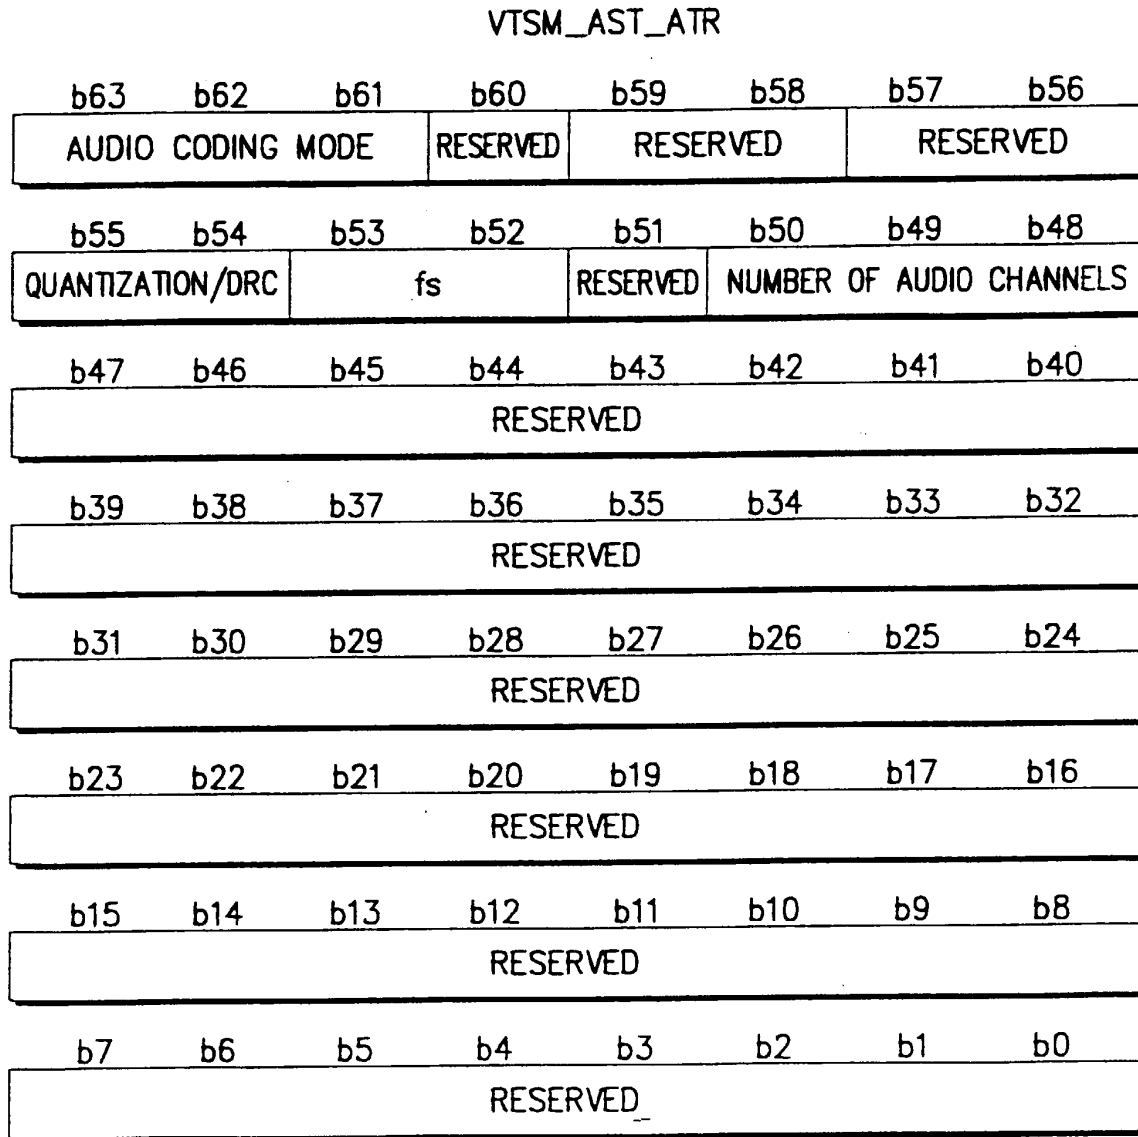 VTSM_AST_ATR
b63 b62 b61 b60 b59 b58 b57 b56
AUDIO CODING MODE RESERVED RESERVED RESERVED
b55 b54 b53 b52 b51 b50 b49 b48
QUANTIZATION/DRC fs RESERVED NUMBER OF AUDIO CHANNELS
b47 b46 b45 b44 b43 b42 b41 b40
RESERVED
b39 b38 b37 b36 b35 b34 b33 b32
RESERVED
b31 b30 b29 b28 b27 b26 b25 b24
RESERVED
b23 b22 b21 b20 b19 b18 b17 b16
RESERVED
b15 b14 b13 b12 b11 b10 b9 b8
RESERVED
b7 b6 b5 b4 b3 b2 b1 b0
RESERVED